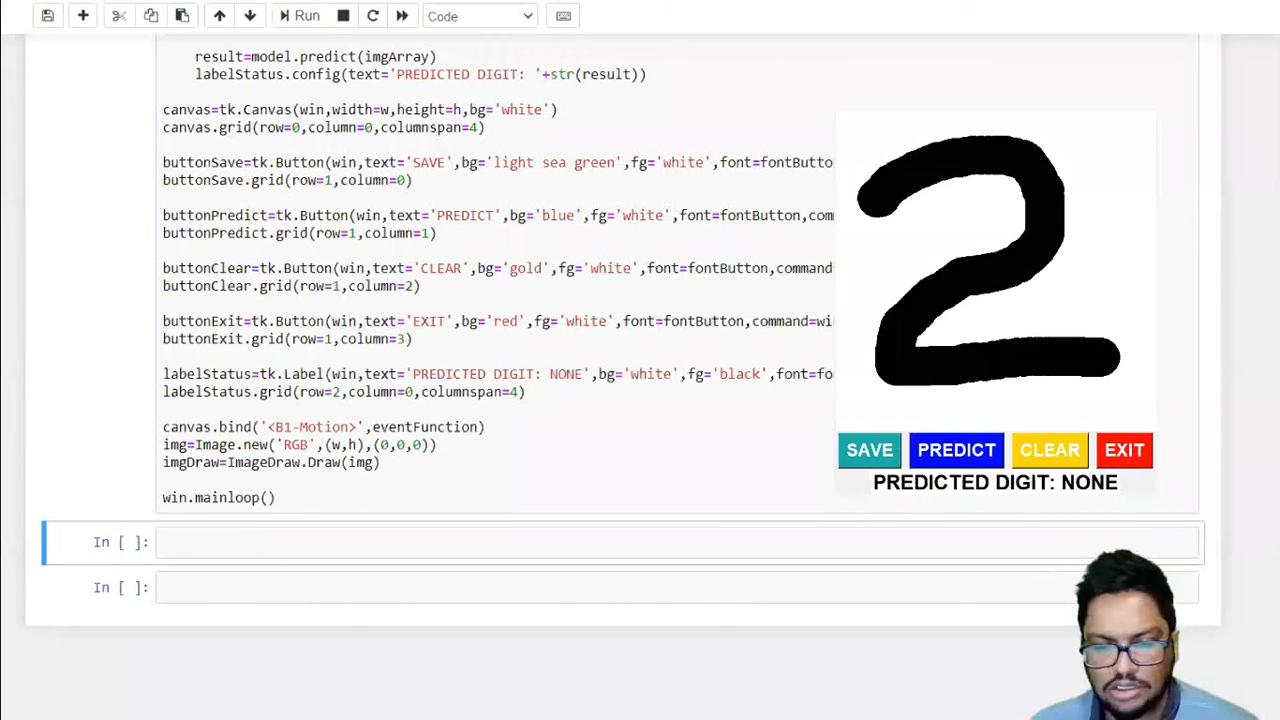 Run
Code
result=model.predict(imgArray)
labelStatus.config(text='PREDICTED DIGIT: '+str(result))
canvas=tk.Canvas(win,width=w,height=h,bg='white')
canvas.grid(row=0,column=0,columnspan=4)
buttonSave=tk.Button(win,text='SAVE',bg='light sea green',fg='white',font=fontButto
buttonSave.grid(row=1,column=0)
buttonPredict=tk.Button(win,text='PREDICT',bg='blue',fg='white',font=fontButton,com
buttonPredict.grid(row=1,column=1)
buttonClear=tk.Button(win,text='CLEAR',bg='gold',fg='white',font=fontButton,command
buttonClear.grid(row=1,column=2)
buttonExit=tk.Button(win,text='EXIT',bg='red',fg='white',font=fontButton,command=wi
buttonExit.grid(row=1,column=3)
labelStatus=tk.Label(win,text='PREDICTED DIGIT: NONE',bg='white',fg='black',font=fo
labelStatus.grid(row=2,column=0,columnspan=4)
canvas.bind('<B1-Motion>',eventFunction)
img=Image.new('RGB',(w,h),(0,0,0))
imgDraw=ImageDraw.Draw(img)
win.mainloop()
2
SAVE PREDICT CLEAR EXIT
PREDICTED DIGIT: NONE
In [ ]:
In [ ]: